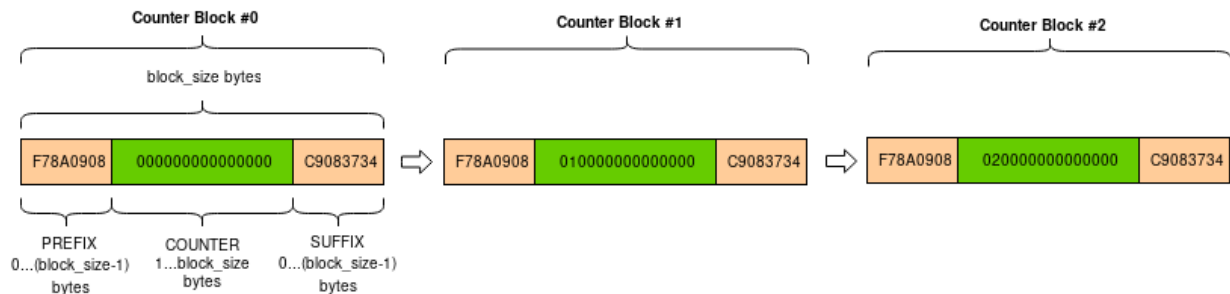 Counter Block #0
Counter Block #1
Counter Block #2
block_size bytes
F78A0908 000000000000000 C9083734
F78A0908 010000000000000 C9083734
F78A0908 020000000000000 C9083734
PREFIX
0...(block_size-1)
bytes
COUNTER
1...block_size
bytes
SUFFIX
0...(block_size-1)
bytes